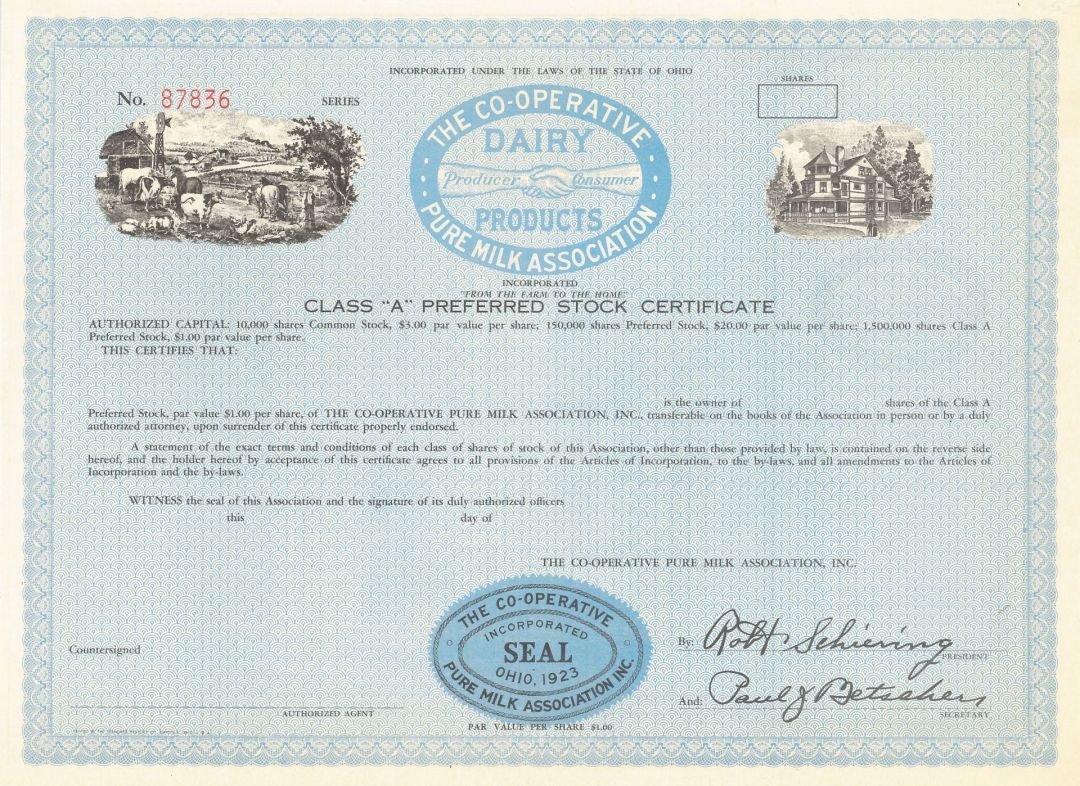 INCORPORATED UNDER THE LAWS OF THE STATE OF OHIO
SHARES
No. 87836
SERIES
THE CO-OPERATIVE
DAIRY
Producer Consumer
PRODUCTS
PURE MILK ASSOCIATION
INCORPORATED
"FROM THE FARM TO THE HOME"
CLASS "A" PREFERRED STOCK CERTIFICATE
AUTHORIZED CAPITAL: 10,000 shares Common Stock, $3.00 par value per share; 150,000 shares Preferred Stock, $20.00 par value per share; 1,500,000 shares Class A
Preferred Stock, $1.00 par value per share.
THIS CERTIFIES THAT:
is the owner of shares of the Class A
Preferred Stock, par value $1.00 per share, of THE CO-OPERATIVE PURE MILK ASSOCIATION, INC., transferable on the books of the Association in person or by a duly
authorized attorney, upon surrender of this certificate properly endorsed.
A statement of the exact terms and conditions of each class of shares of stock of this Association, other than those provided by law, is contained on the reverse side
hereof, and the holder hereof by acceptance of this certificate agrees to all provisions of the Articles of Incorporation, to the by-laws, and all amendments to the Articles of
Incorporation and the by-laws.
WITNESS the seal of this Association and the signature of its duly authorized officers
this day of
THE CO-OPERATIVE PURE MILK ASSOCIATION, INC.
THE CO-OPERATIVE
INCORPORATED
SEAL
OHIO, 1923
PURE MILK ASSOCIATION INC.
By: Robt Schiering
PRESIDENT
Countersigned
And: Paul J Betscher
SECRETARY
AUTHORIZED AGENT
PAR VALUE PER SHARE $1.00